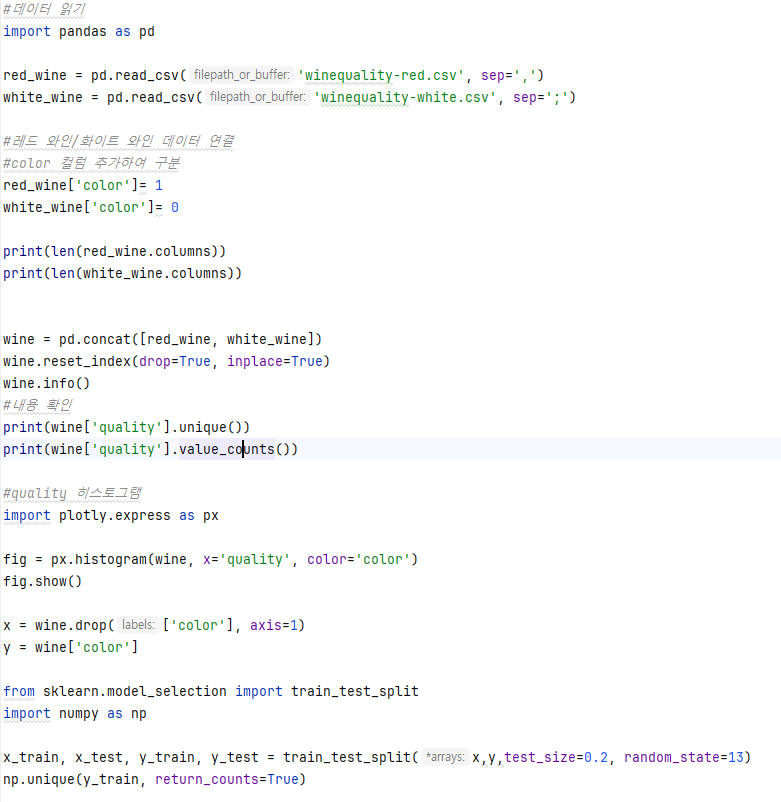 #데이터 읽기
import pandas as pd
red_wine = pd.read_csv( filepath_or_buffer: 'winequality-red.csv', sep=',')
white_wine = pd.read_csv( filepath_or_buffer: 'winequality-white.csv', sep=';')
#레드 와인/화이트 와인 데이터 연결
#color 컬럼 추가하여 구분
red_wine['color']= 1
white_wine['color']= 0
print(len(red_wine.columns))
print(len(white_wine.columns))
wine = pd.concat([red_wine, white_wine])
wine.reset_index(drop=True, inplace=True)
wine.info()
#내용 확인
print(wine['quality'].unique())
print(wine['quality'].value_counts())
#quality 히스토그램
import plotly.express as px
fig = px.histogram(wine, x='quality', color='color')
fig.show()
x = wine.drop( labels: ['color'], axis=1)
y = wine['color']
from sklearn.model_selection import train_test_split
import numpy as np
x_train, x_test, y_train, y_test = train_test_split( *arrays: x,y,test_size=0.2, random_state=13)
np.unique(y_train, return_counts=True)